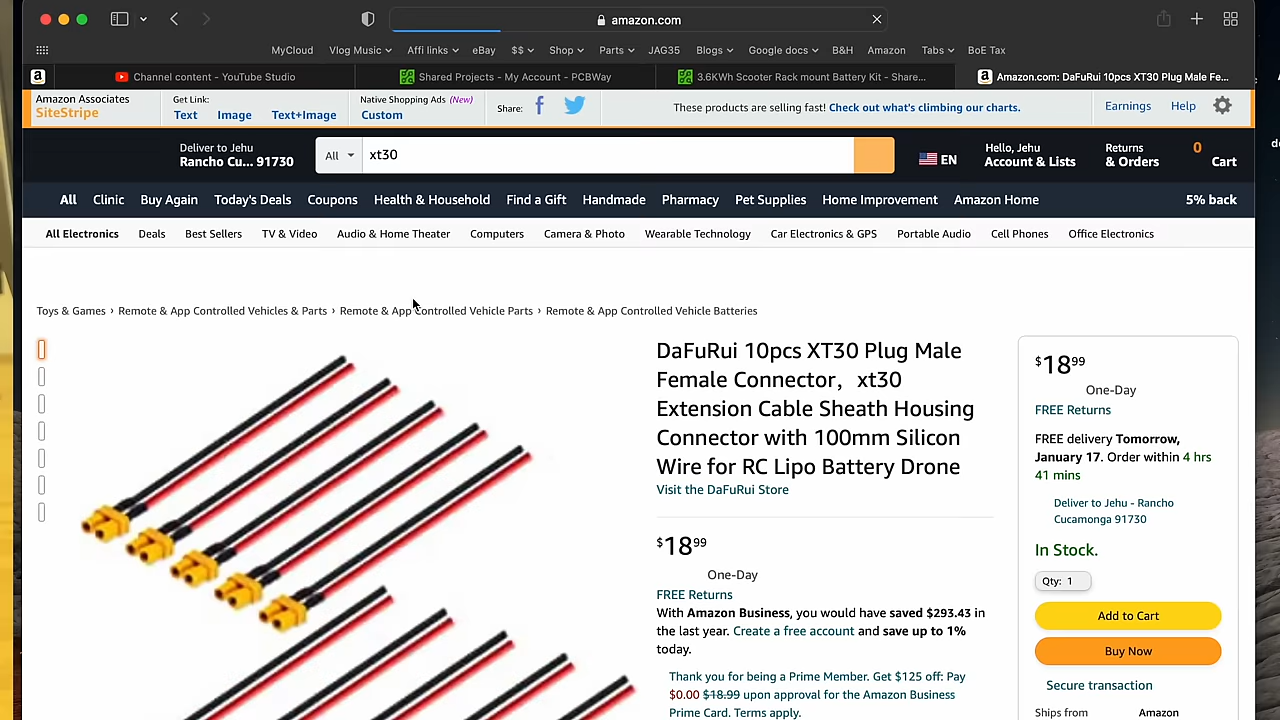 amazon.com
MyCloud Vlog Music Affi links eBay $$ Shop Parts JAG35 Blogs Google docs B&H Amazon Tabs BoE Tax
Channel content - YouTube Studio
Shared Projects - My Account - PCBWay
3.6KWh Scooter Rack mount Battery Kit - Share...
Amazon.com: DaFuRui 10pcs XT30 Plug Male Fe...
Amazon Associates
SiteStripe
Get Link:
Text Image Text+Image
Native Shopping Ads (New)
Custom
Share:
These products are selling fast! Check out what's climbing our charts.
Earnings Help
Deliver to Jehu
Rancho Cu... 91730
All
xt30
EN
Hello, Jehu
Account & Lists
Returns
& Orders
0
Cart
All Clinic Buy Again Today's Deals Coupons Health & Household Find a Gift Handmade Pharmacy Pet Supplies Home Improvement Amazon Home 5% back
All Electronics Deals Best Sellers TV & Video Audio & Home Theater Computers Camera & Photo Wearable Technology Car Electronics & GPS Portable Audio Cell Phones Office Electronics
Toys & Games › Remote & App Controlled Vehicles & Parts › Remote & App Controlled Vehicle Parts › Remote & App Controlled Vehicle Batteries
DaFuRui 10pcs XT30 Plug Male
Female Connector，xt30
Extension Cable Sheath Housing
Connector with 100mm Silicon
Wire for RC Lipo Battery Drone
Visit the DaFuRui Store
$18 99
One-Day
FREE Returns
With Amazon Business, you would have saved $293.43 in
the last year. Create a free account and save up to 1%
today.
Thank you for being a Prime Member. Get $125 off: Pay
$0.00 $18.99 upon approval for the Amazon Business
Prime Card. Terms apply.
$18 99
One-Day
FREE Returns
FREE delivery Tomorrow,
January 17. Order within 4 hrs
41 mins
Deliver to Jehu - Rancho
Cucamonga 91730
In Stock.
Qty: 1
Add to Cart
Buy Now
Secure transaction
Ships from Amazon